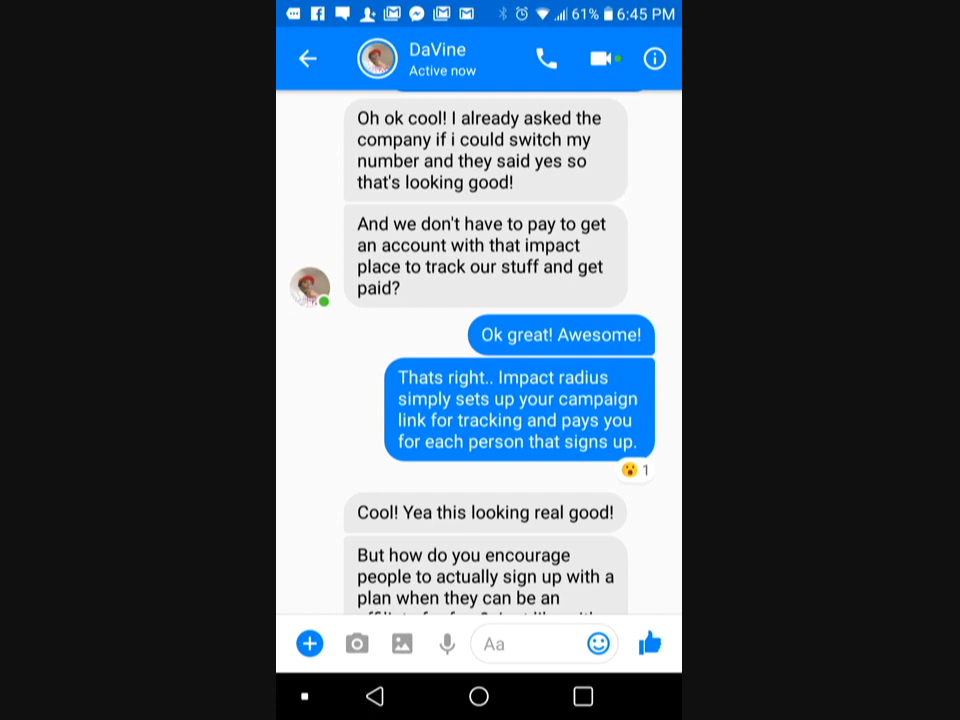 61% 6:45 PM
DaVine
Active now
Oh ok cool! I already asked the
company if i could switch my
number and they said yes so
that's looking good!
And we don't have to pay to get
an account with that impact
place to track our stuff and get
paid?
Ok great! Awesome!
Thats right.. Impact radius
simply sets up your campaign
link for tracking and pays you
for each person that signs up.
1
Cool! Yea this looking real good!
But how do you encourage
people to actually sign up with a
plan when they can be an
Aa